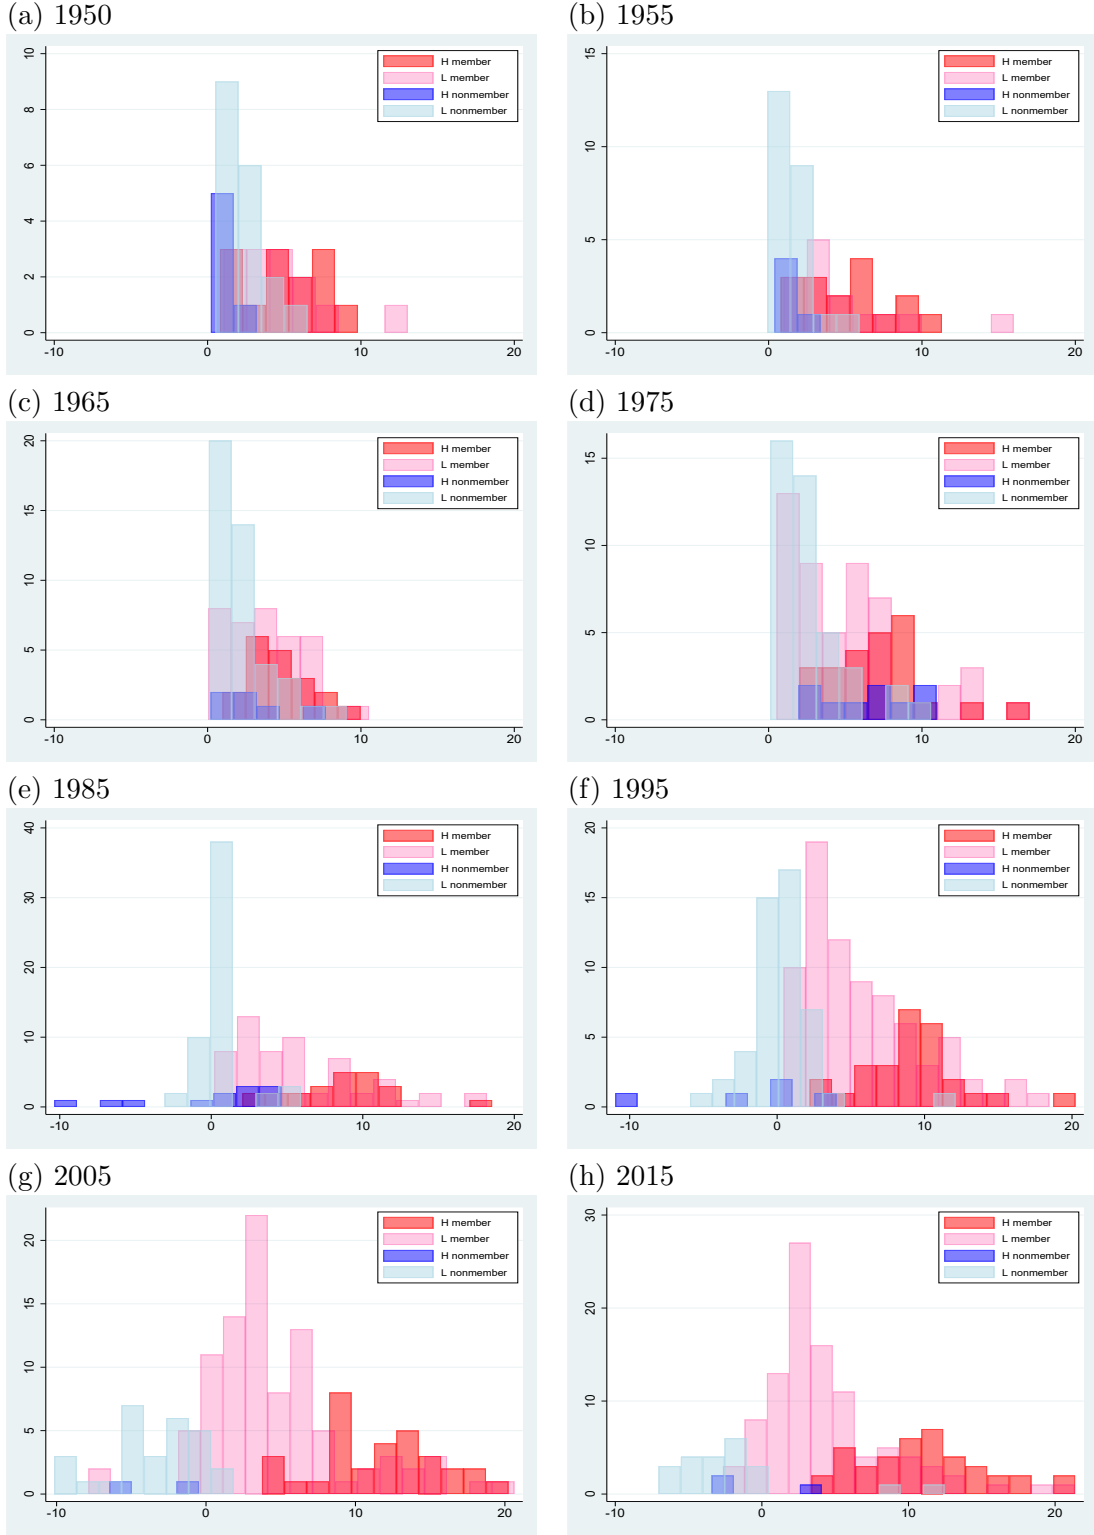 (a) 1950
10
8
6
4
2
0
-10 0 10 20
H member
L member
H nonmember
L nonmember
(b) 1955
15
10
5
0
-10 0 10 20
H member
L member
H nonmember
L nonmember
(c) 1965
20
15
10
5
0
-10 0 10 20
H member
L member
H nonmember
L nonmember
(d) 1975
15
10
5
0
-10 0 10 20
H member
L member
H nonmember
L nonmember
(e) 1985
40
30
20
10
0
-10 0 10 20
H member
L member
H nonmember
L nonmember
(f) 1995
20
15
10
5
0
-10 0 10 20
H member
L member
H nonmember
L nonmember
(g) 2005
20
15
10
5
0
-10 0 10 20
H member
L member
H nonmember
L nonmember
(h) 2015
30
20
10
0
-10 0 10 20
H member
L member
H nonmember
L nonmember